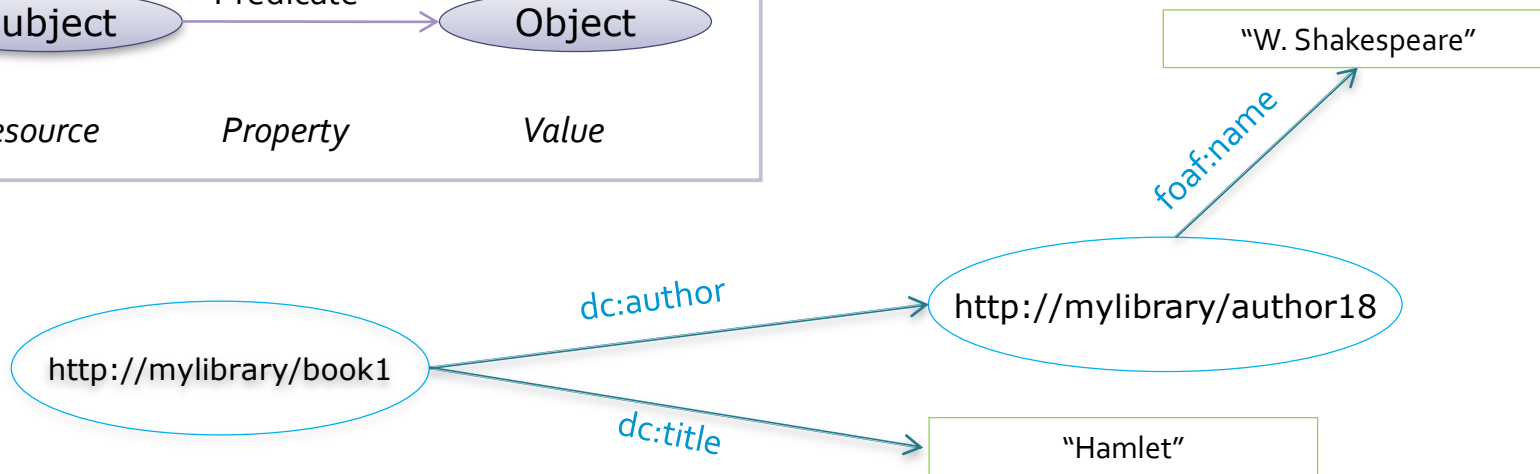 Predicate
ubject
Object
esource
Property
Value
"W. Shakespeare"
foaf:name
dc:author
http://mylibrary/author18
http://mylibrary/book1
dc:title
"Hamlet"